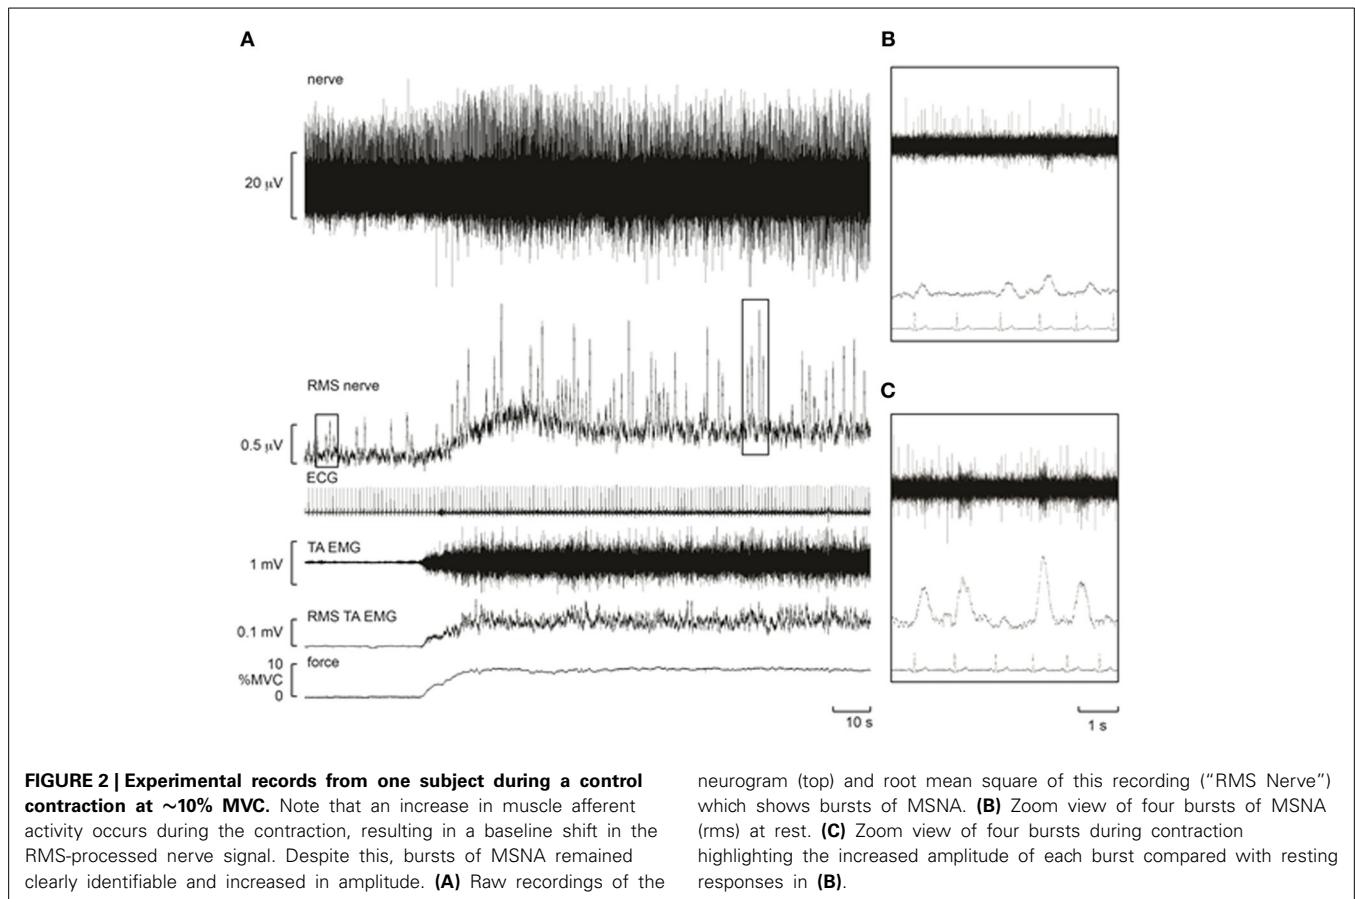 A
B
nerve
20 µV
RMS nerve
C
0.5 µV
ECG
TA EMG
1 mV
RMS TA EMG
0.1 mV
force
10
%MVC
0
10 s
1 s
FIGURE 2 | Experimental records from one subject during a control
contraction at ∼10% MVC. Note that an increase in muscle afferent
activity occurs during the contraction, resulting in a baseline shift in the
RMS-processed nerve signal. Despite this, bursts of MSNA remained
clearly identifiable and increased in amplitude. (A) Raw recordings of the
neurogram (top) and root mean square of this recording (“RMS Nerve”)
which shows bursts of MSNA. (B) Zoom view of four bursts of MSNA
(rms) at rest. (C) Zoom view of four bursts during contraction
highlighting the increased amplitude of each burst compared with resting
responses in (B).